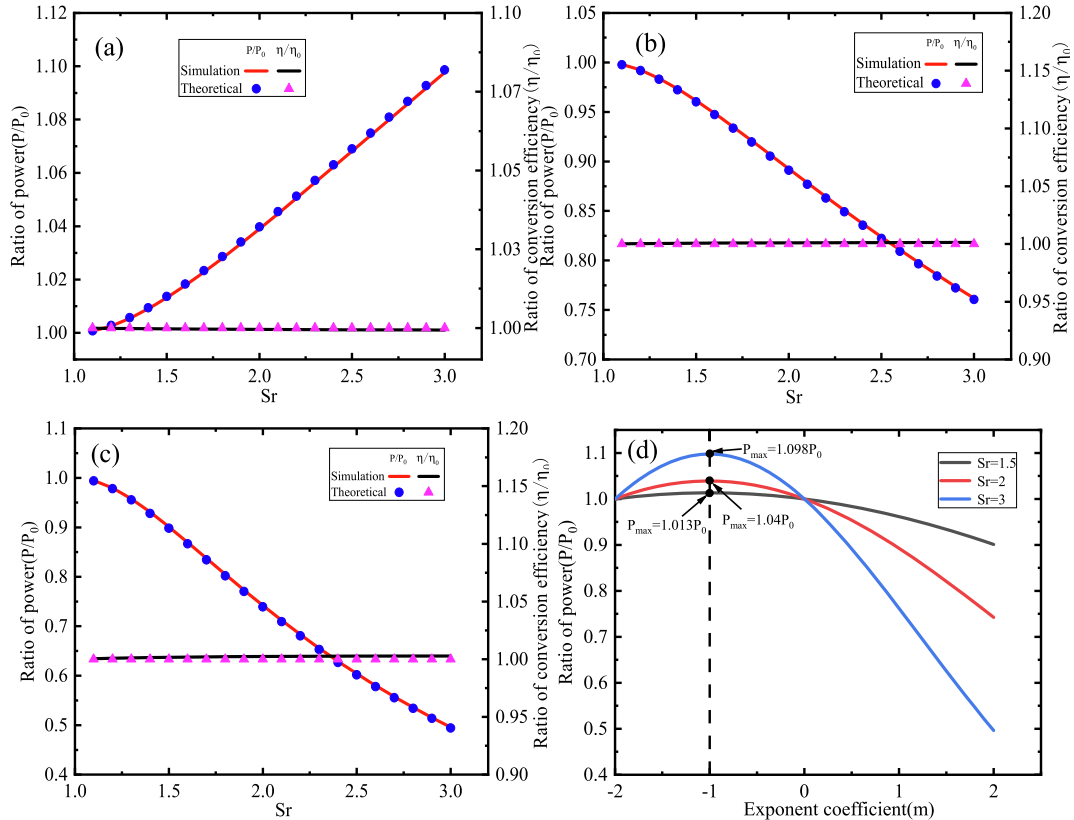 (a)
P/P₀ η/η₀
Simulation
Theoretical
1.12
1.10
1.08
1.06
1.04
1.02
1.00
Ratio of power(P/P₀)
1.10
1.07
1.05
1.03
1.00
Ratio of conversion efficiency (η/η₀)
1.0 1.5 2.0 2.5 3.0
Sr
(b)
P/P₀ η/η₀
Simulation
Theoretical
1.05
1.00
0.95
0.90
0.85
0.80
0.75
0.70
Ratio of power(P/P₀)
1.20
1.15
1.10
1.05
1.00
0.95
0.90
Ratio of conversion efficiency (η/η₀)
1.0 1.5 2.0 2.5 3.0
Sr
(c)
P/P₀ η/η₀
Simulation
Theoretical
1.1
1.0
0.9
0.8
0.7
0.6
0.5
0.4
Ratio of power(P/P₀)
1.20
1.15
1.10
1.05
1.00
0.95
0.90
Ratio of conversion efficiency (η/η₀)
1.0 1.5 2.0 2.5 3.0
Sr
(d)
Pmax=1.098P₀
Sr=1.5
Sr=2
Sr=3
Pmax=1.013P₀
Pmax=1.04P₀
1.1
1.0
0.9
0.8
0.7
0.6
0.5
0.4
Ratio of power(P/P₀)
-2 -1 0 1 2
Exponent coefficient(m)